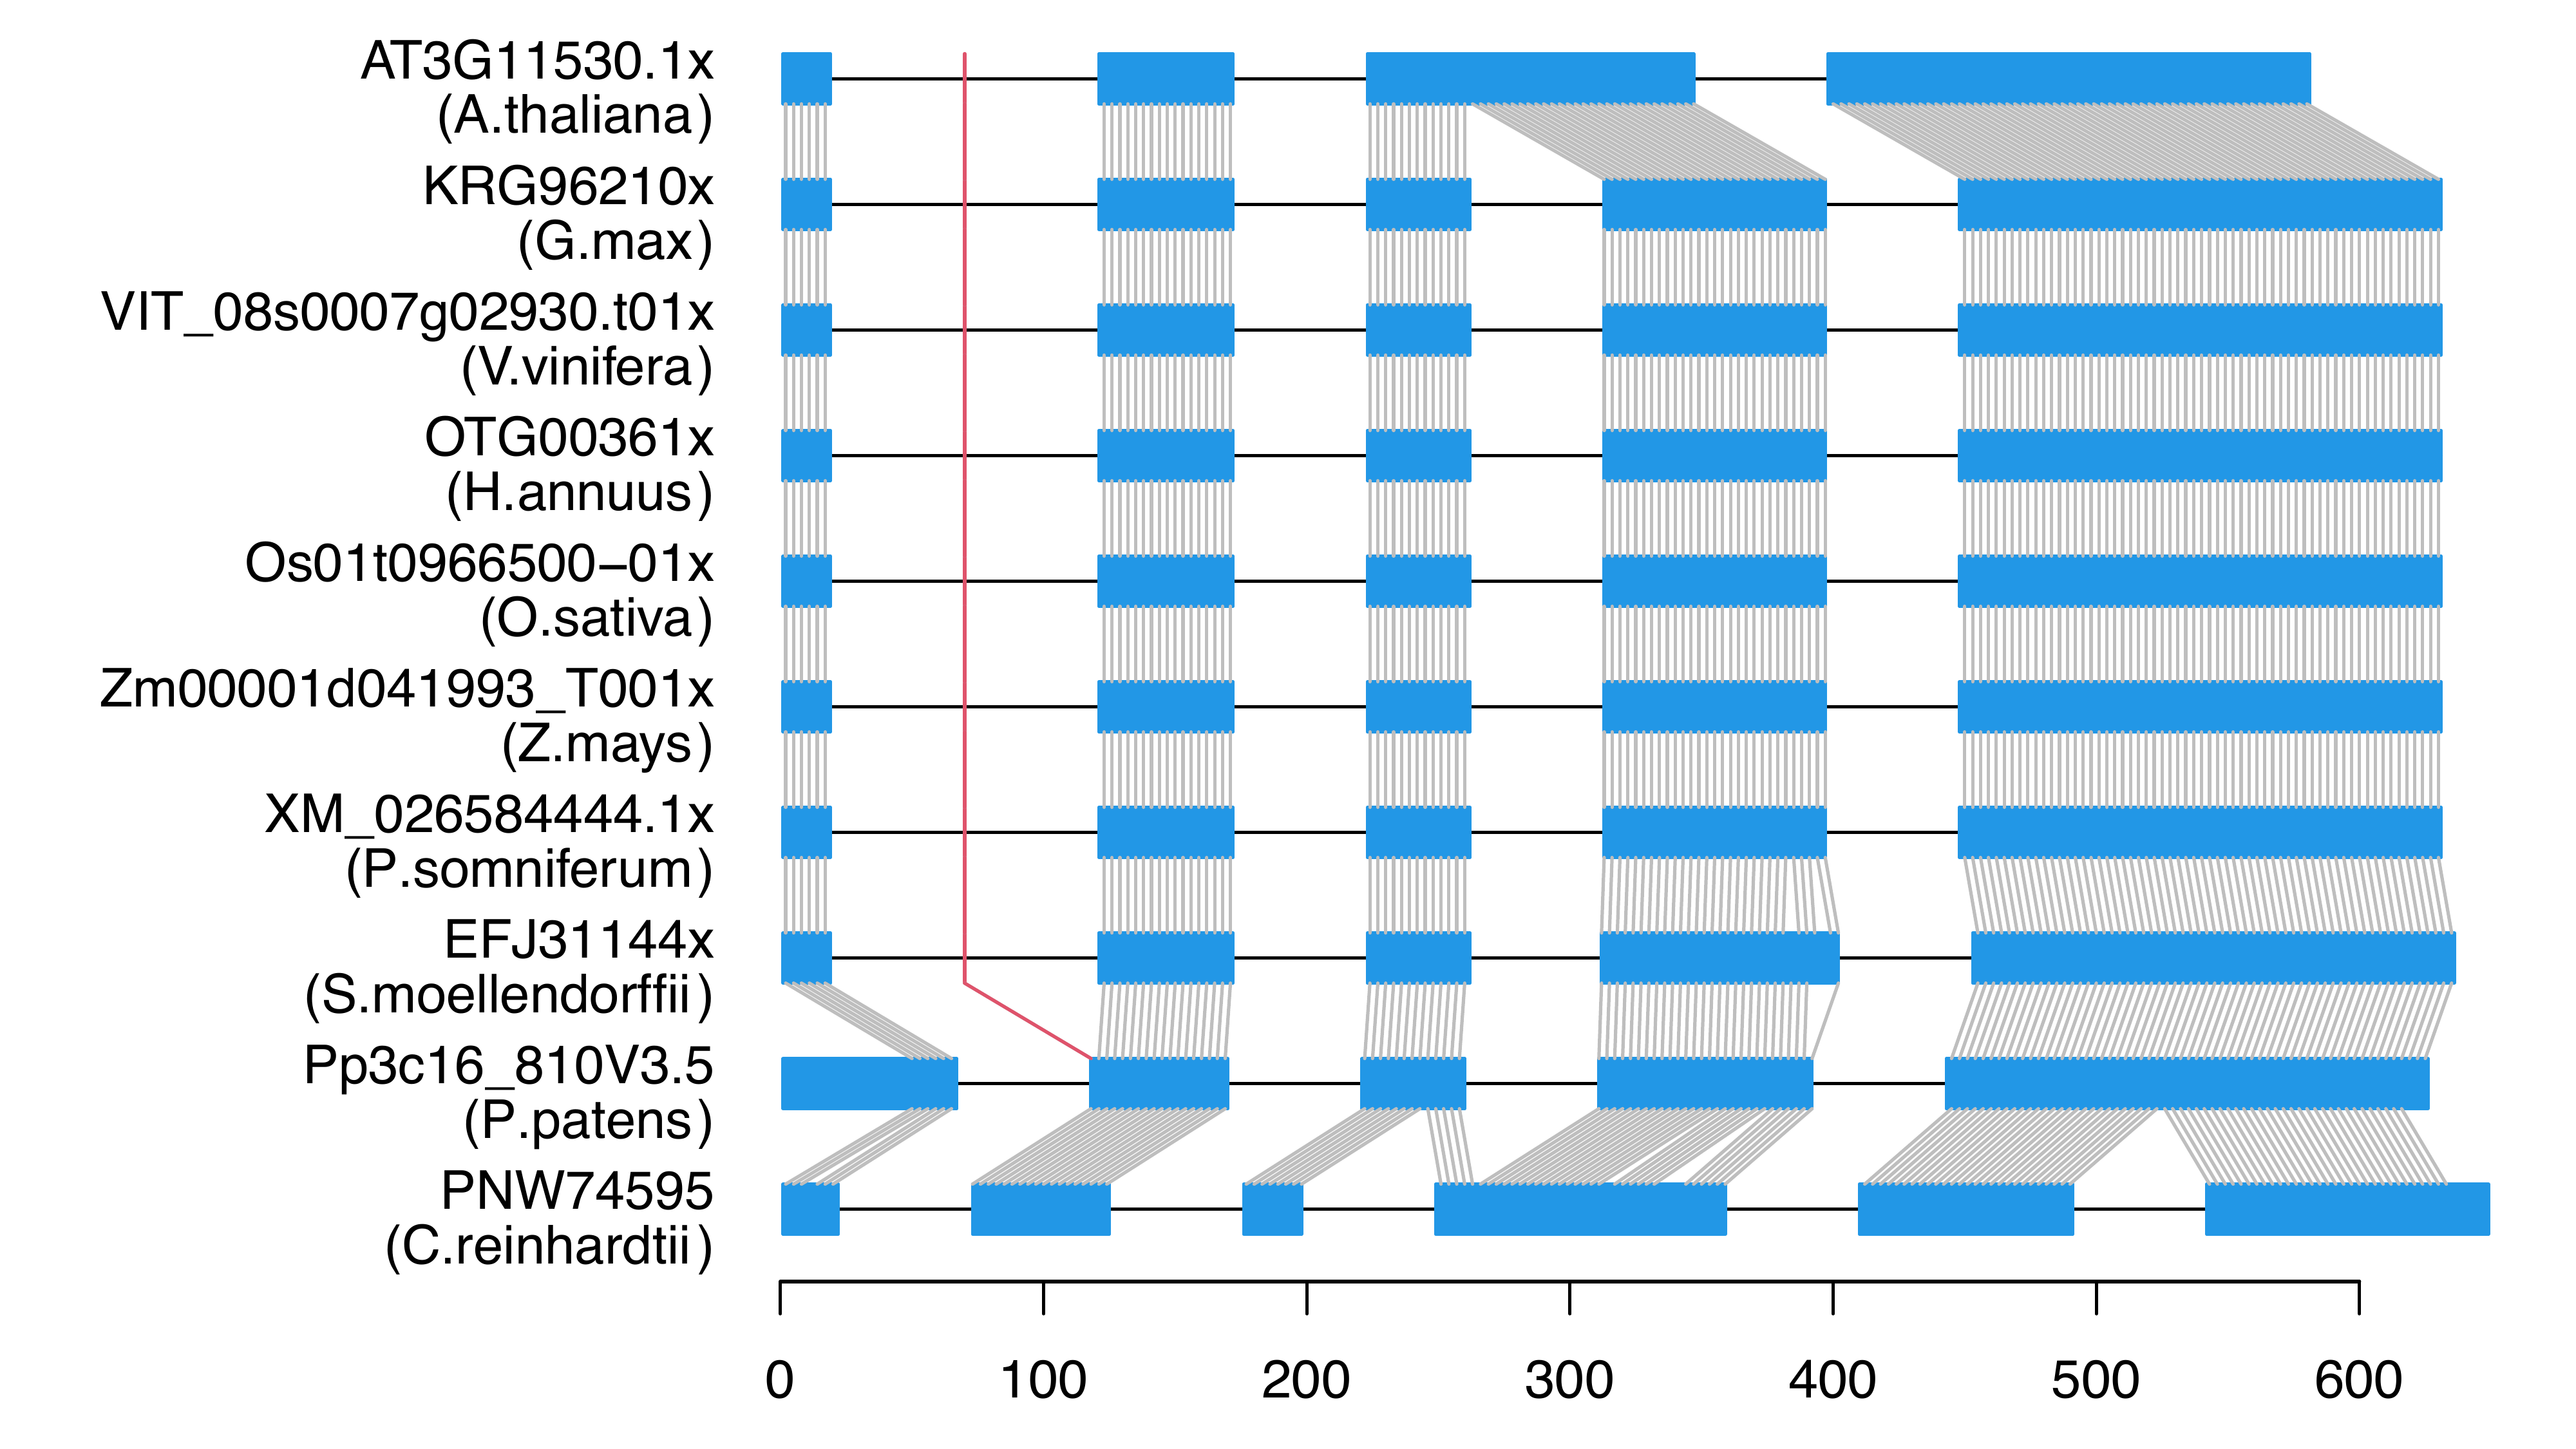 AT3G11530.1x
(A.thaliana)
KRG96210x
(G.max)
VIT_08s0007g02930.t01x
(V.vinifera)
OTG00361x
(H.annuus)
Os01t0966500−01x
(O.sativa)
Zm00001d041993_T001x
(Z.mays)
XM_026584444.1x
(P.somniferum)
EFJ31144x
(S.moellendorffii)
Pp3c16_810V3.5
(P.patens)
PNW74595
(C.reinhardtii)
0 100 200 300 400 500 600